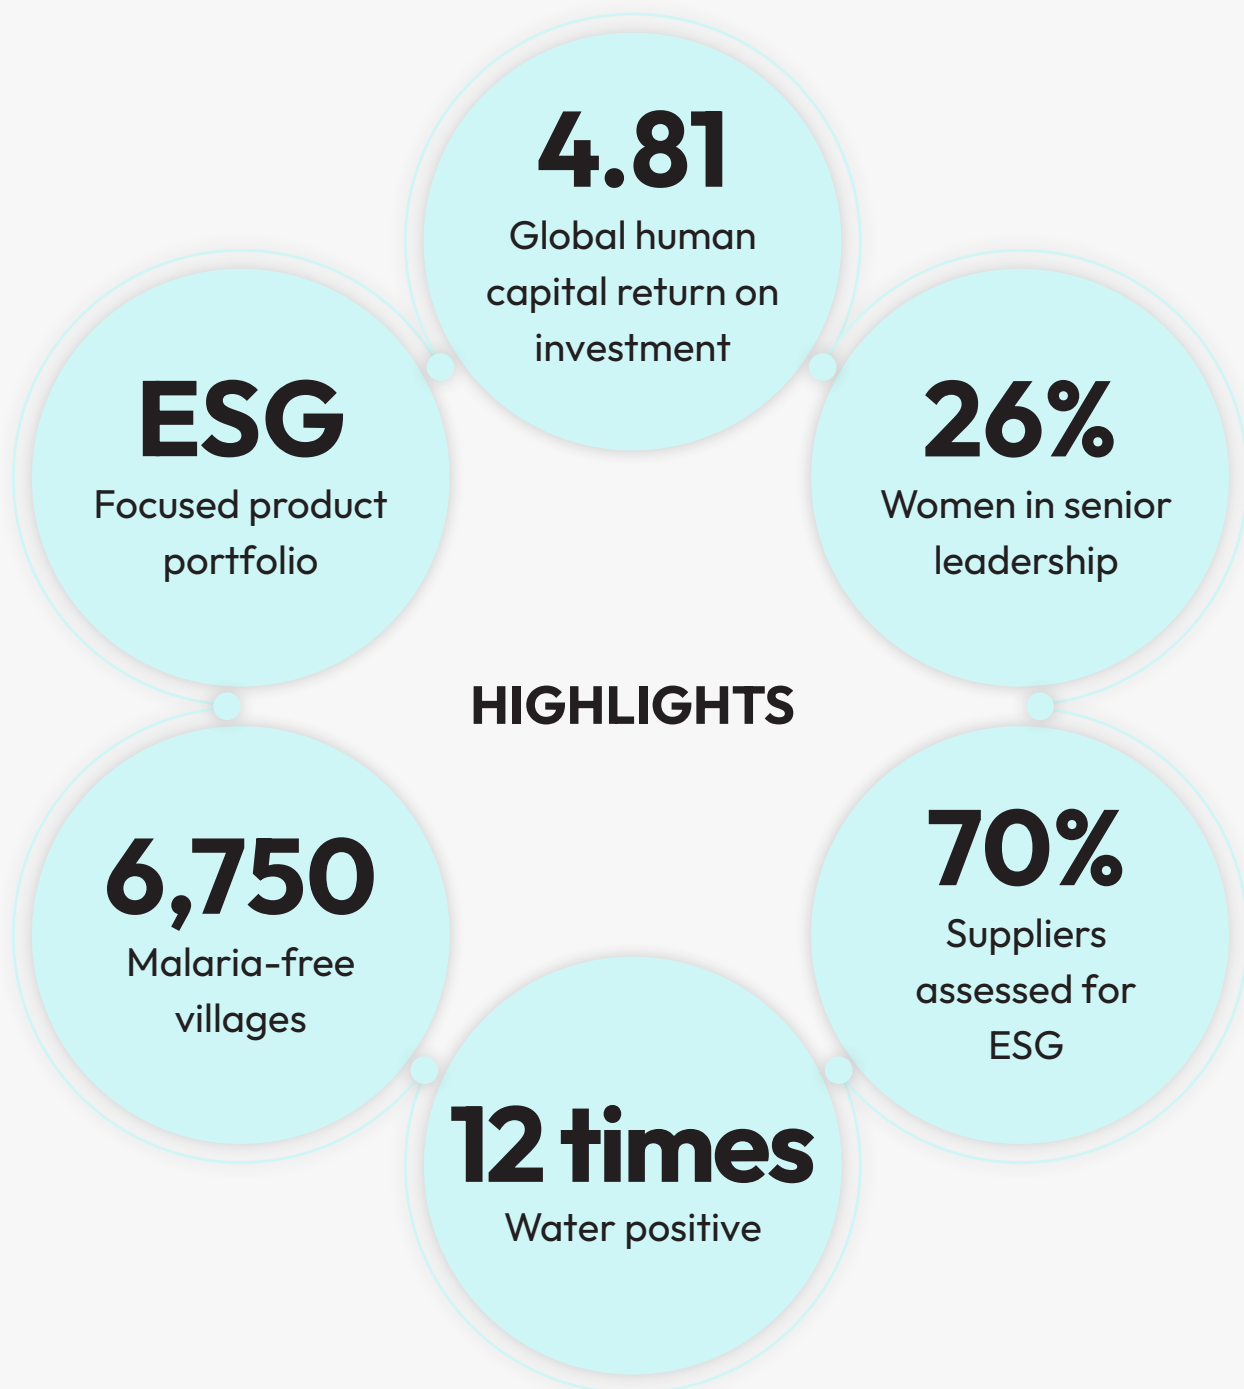 4.81
Global human
capital return on
investment
ESG
Focused product
portfolio
26%
Women in senior
leadership
HIGHLIGHTS
6,750
Malaria-free
villages
70%
Suppliers
assessed for
ESG
12 times
Water positive